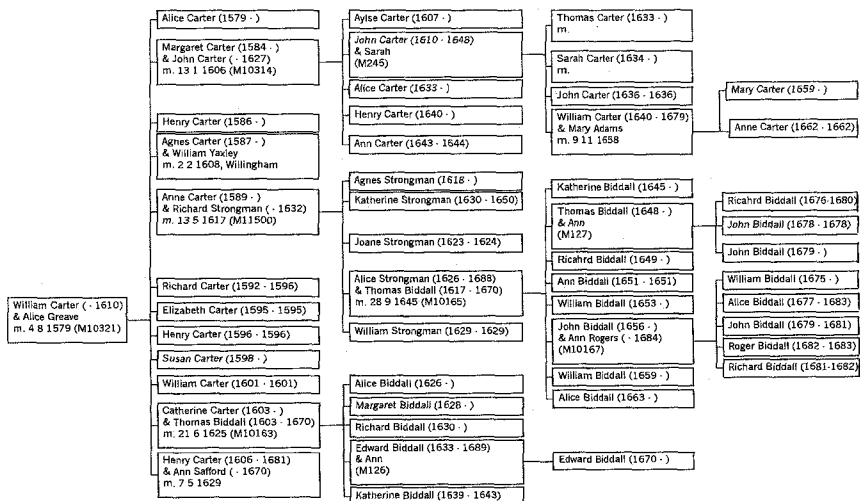 William Carter ( - 1610)
& Alice Greave
m. 4 8 1579 (M10321)
Alice Carter (1579 - )
Margaret Carter (1584 - )
& John Carter ( - 1627)
m. 13 1 1606 (M10314)
Henry Carter (1586 - )
Agnes Carter (1587 - )
& William Yaxley
m. 2 2 1608, Willingham
Anne Carter (1589 - )
& Richard Strongman ( - 1632)
m. 13 5 1617 (M11500)
Richard Carter (1592 - 1596)
Elizabeth Carter (1595 - 1595)
Henry Carter (1596 - 1596)
Susan Carter (1598 - )
William Carter (1601 - 1601)
Catherine Carter (1603 - )
& Thomas Biddall (1603 - 1670)
m. 21 6 1625 (M10163)
Henry Carter (1606 - 1681)
& Ann Safford ( - 1670)
m. 7 5 1629
Aylse Carter (1607 - )
John Carter (1610 - 1648)
& Sarah
(M245)
Alice Carter (1633 - )
Henry Carter (1640 - )
Ann Carter (1643 - 1644)
Agnes Strongman (1618 - )
Katherine Strongman (1630 - 1650)
Joane Strongman (1623 - 1624)
Alice Strongman (1626 - 1688)
& Thomas Biddall (1617 - 1670)
m. 28 9 1645 (M10165)
William Strongman (1629 - 1629)
Alice Biddall (1626 - )
Margaret Biddall (1628 - )
Richard Biddall (1630 - )
Edward Biddall (1633 - 1689)
& Ann
(M126)
Katherine Biddall (1639 - 1643)
Thomas Carter (1633 - )
m.
Sarah Carter (1634 - )
m.
John Carter (1636 - 1636)
William Carter (1640 - 1679)
& Mary Adams
m. 9 11 1658
Katherine Biddall (1645 - )
Thomas Biddall (1648 - )
& Ann
(M127)
Ricahrd Biddall (1649 - )
Ann Biddall (1651 - 1651)
William Biddall (1653 - )
John Biddall (1656 - )
& Ann Rogers ( - 1684)
(M10167)
William Biddall (1659 - )
Alice Biddall (1663 - )
Edward Biddall (1670 - )
Mary Carter (1659 - )
Anne Carter (1662 - 1662)
Ricahrd Biddall (1676-1680)
John Biddall (1678 - 1678)
John Biddall (1679 - )
William Biddall (1675 - )
Alice Biddall (1677 - 1683)
John Biddall (1679 - 1681)
Roger Biddall (1682 - 1683)
Richard Biddall (1681-1682)